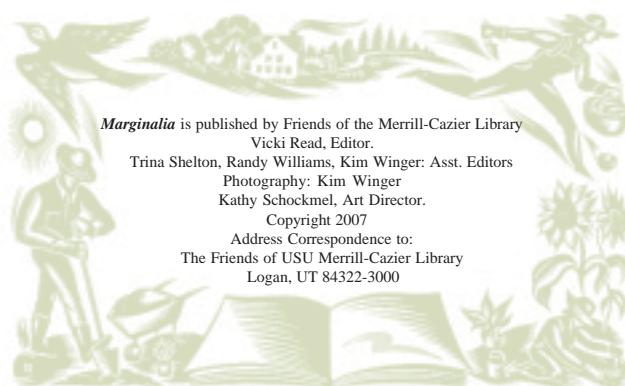 Marginalia is published by Friends of the Merrill-Cazier Library
Vicki Read, Editor.
Trina Shelton, Randy Williams, Kim Winger: Asst. Editors
Photography: Kim Winger
Kathy Schockmel, Art Director.
Copyright 2007
Address Correspondence to:
The Friends of USU Merrill-Cazier Library
Logan, UT 84322-3000